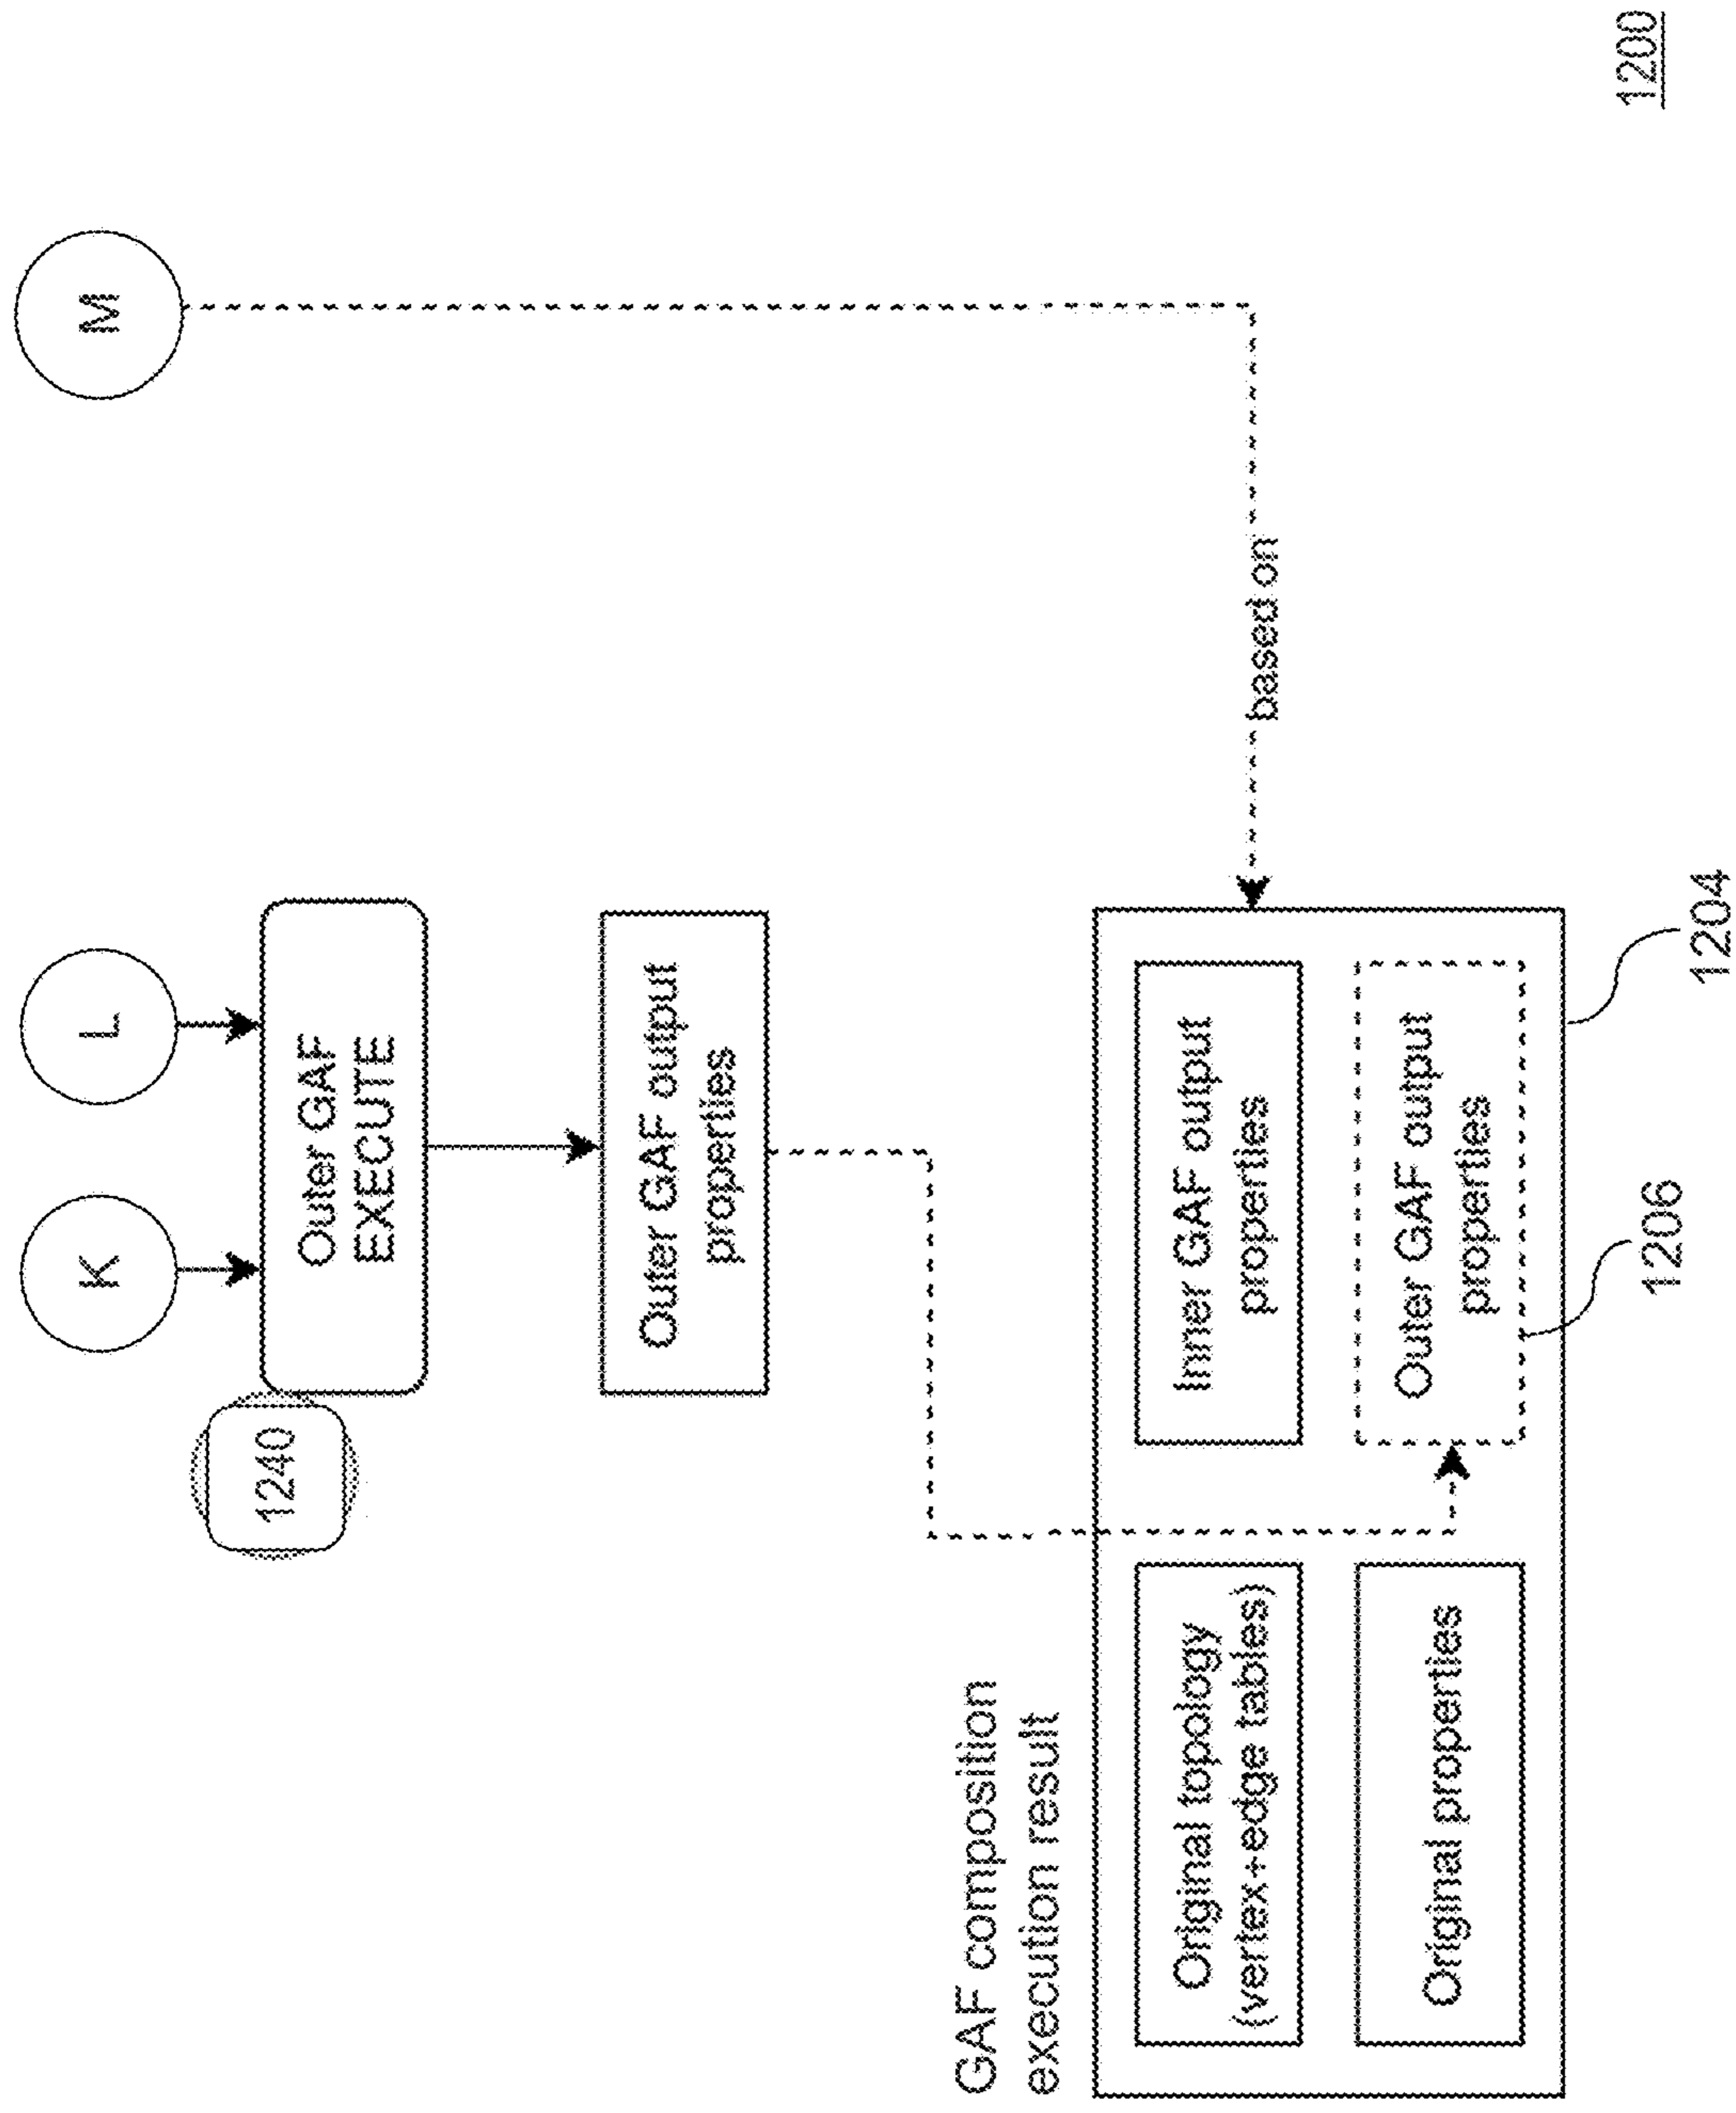 K
L
M
1240
Outer GAF
EXECUTE
Outer GAF output
properties
GAF composition
execution result
based on
Original topology
(vertex+edge tables)
Inner GAF output
properties
Original properties
Outer GAF output
properties
1206
1204
1200